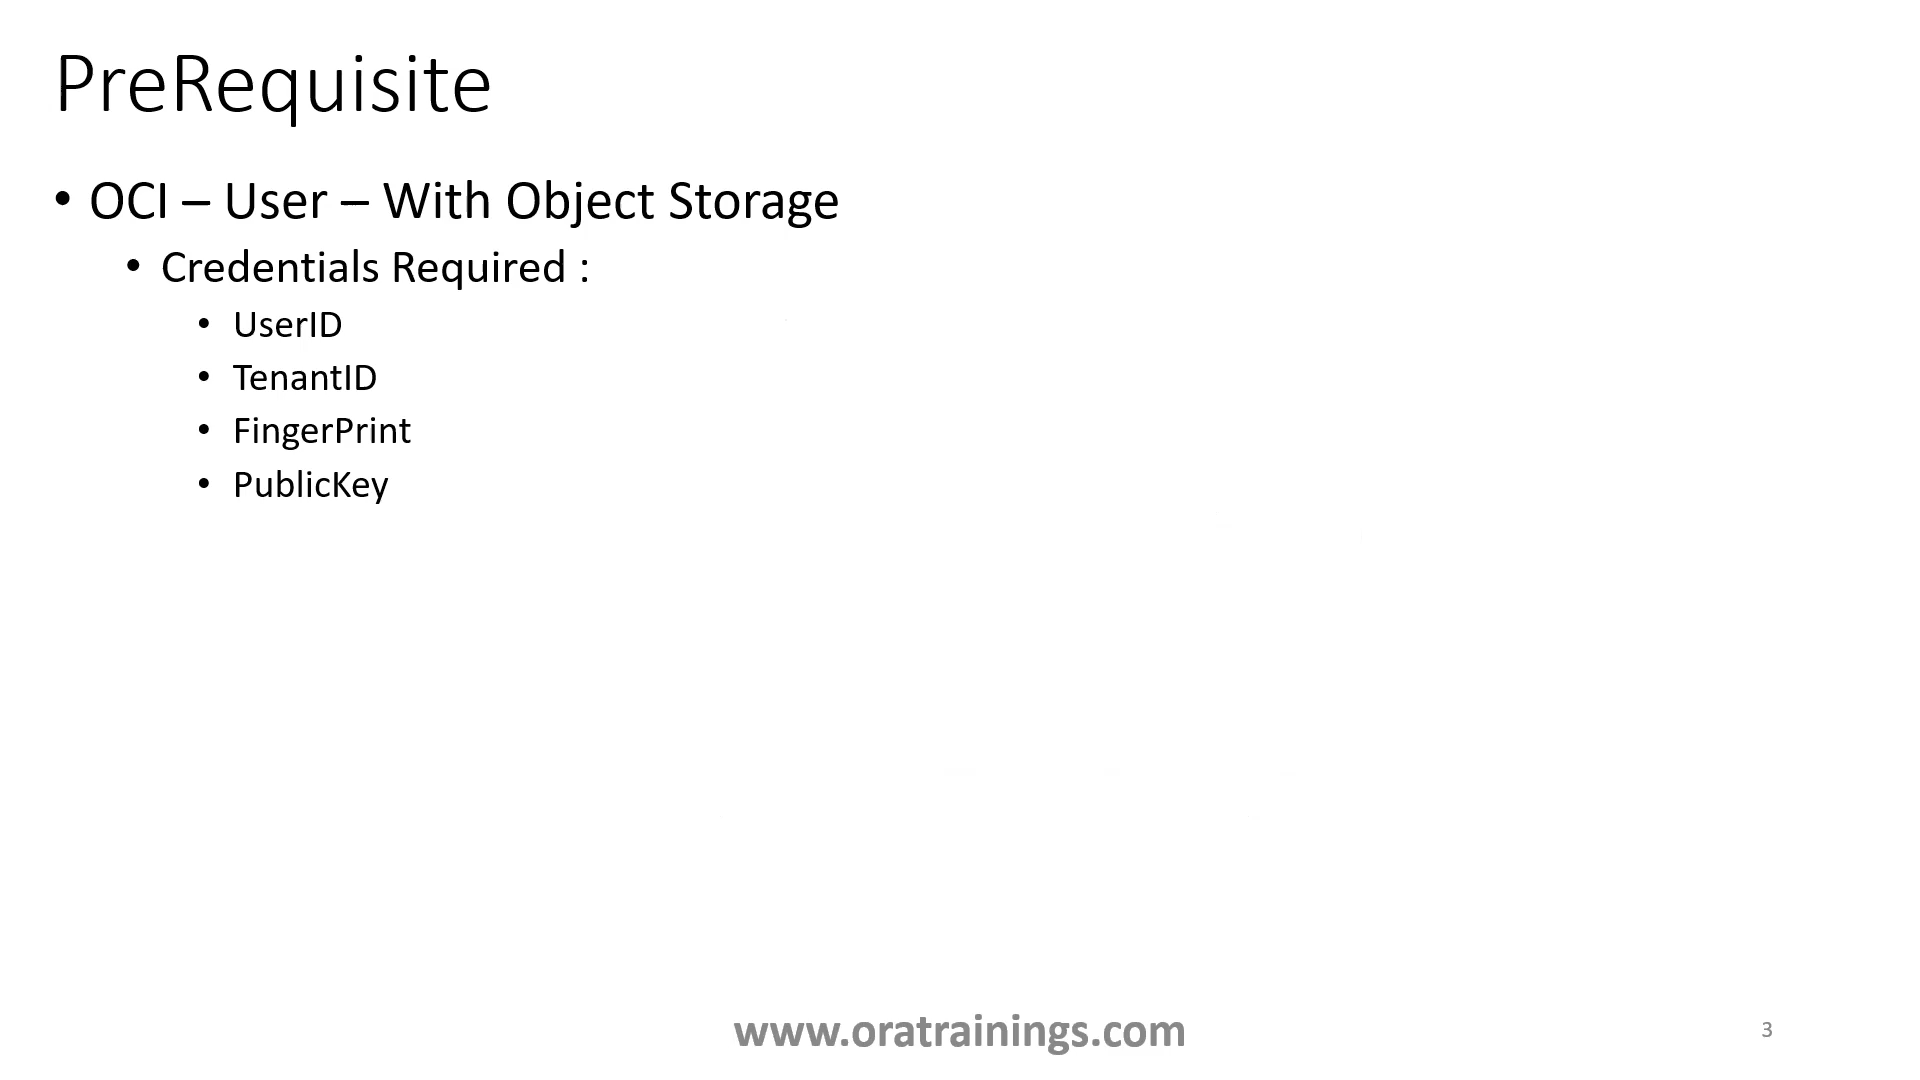 PreRequisite
• OCI – User – With Object Storage
• Credentials Required :
• UserID
• TenantID
• FingerPrint
• PublicKey
www.oratrainings.com
3